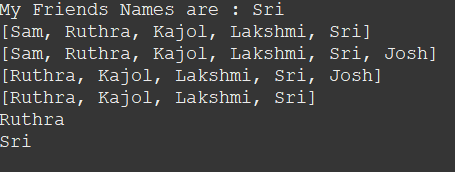 My Friends Names are : Sri
[Sam, Ruthra, Kajol, Lakshmi, Sri]
[Sam, Ruthra, Kajol, Lakshmi, Sri, Josh]
[Ruthra, Kajol, Lakshmi, Sri, Josh]
[Ruthra, Kajol, Lakshmi, Sri]
Ruthra
Sri